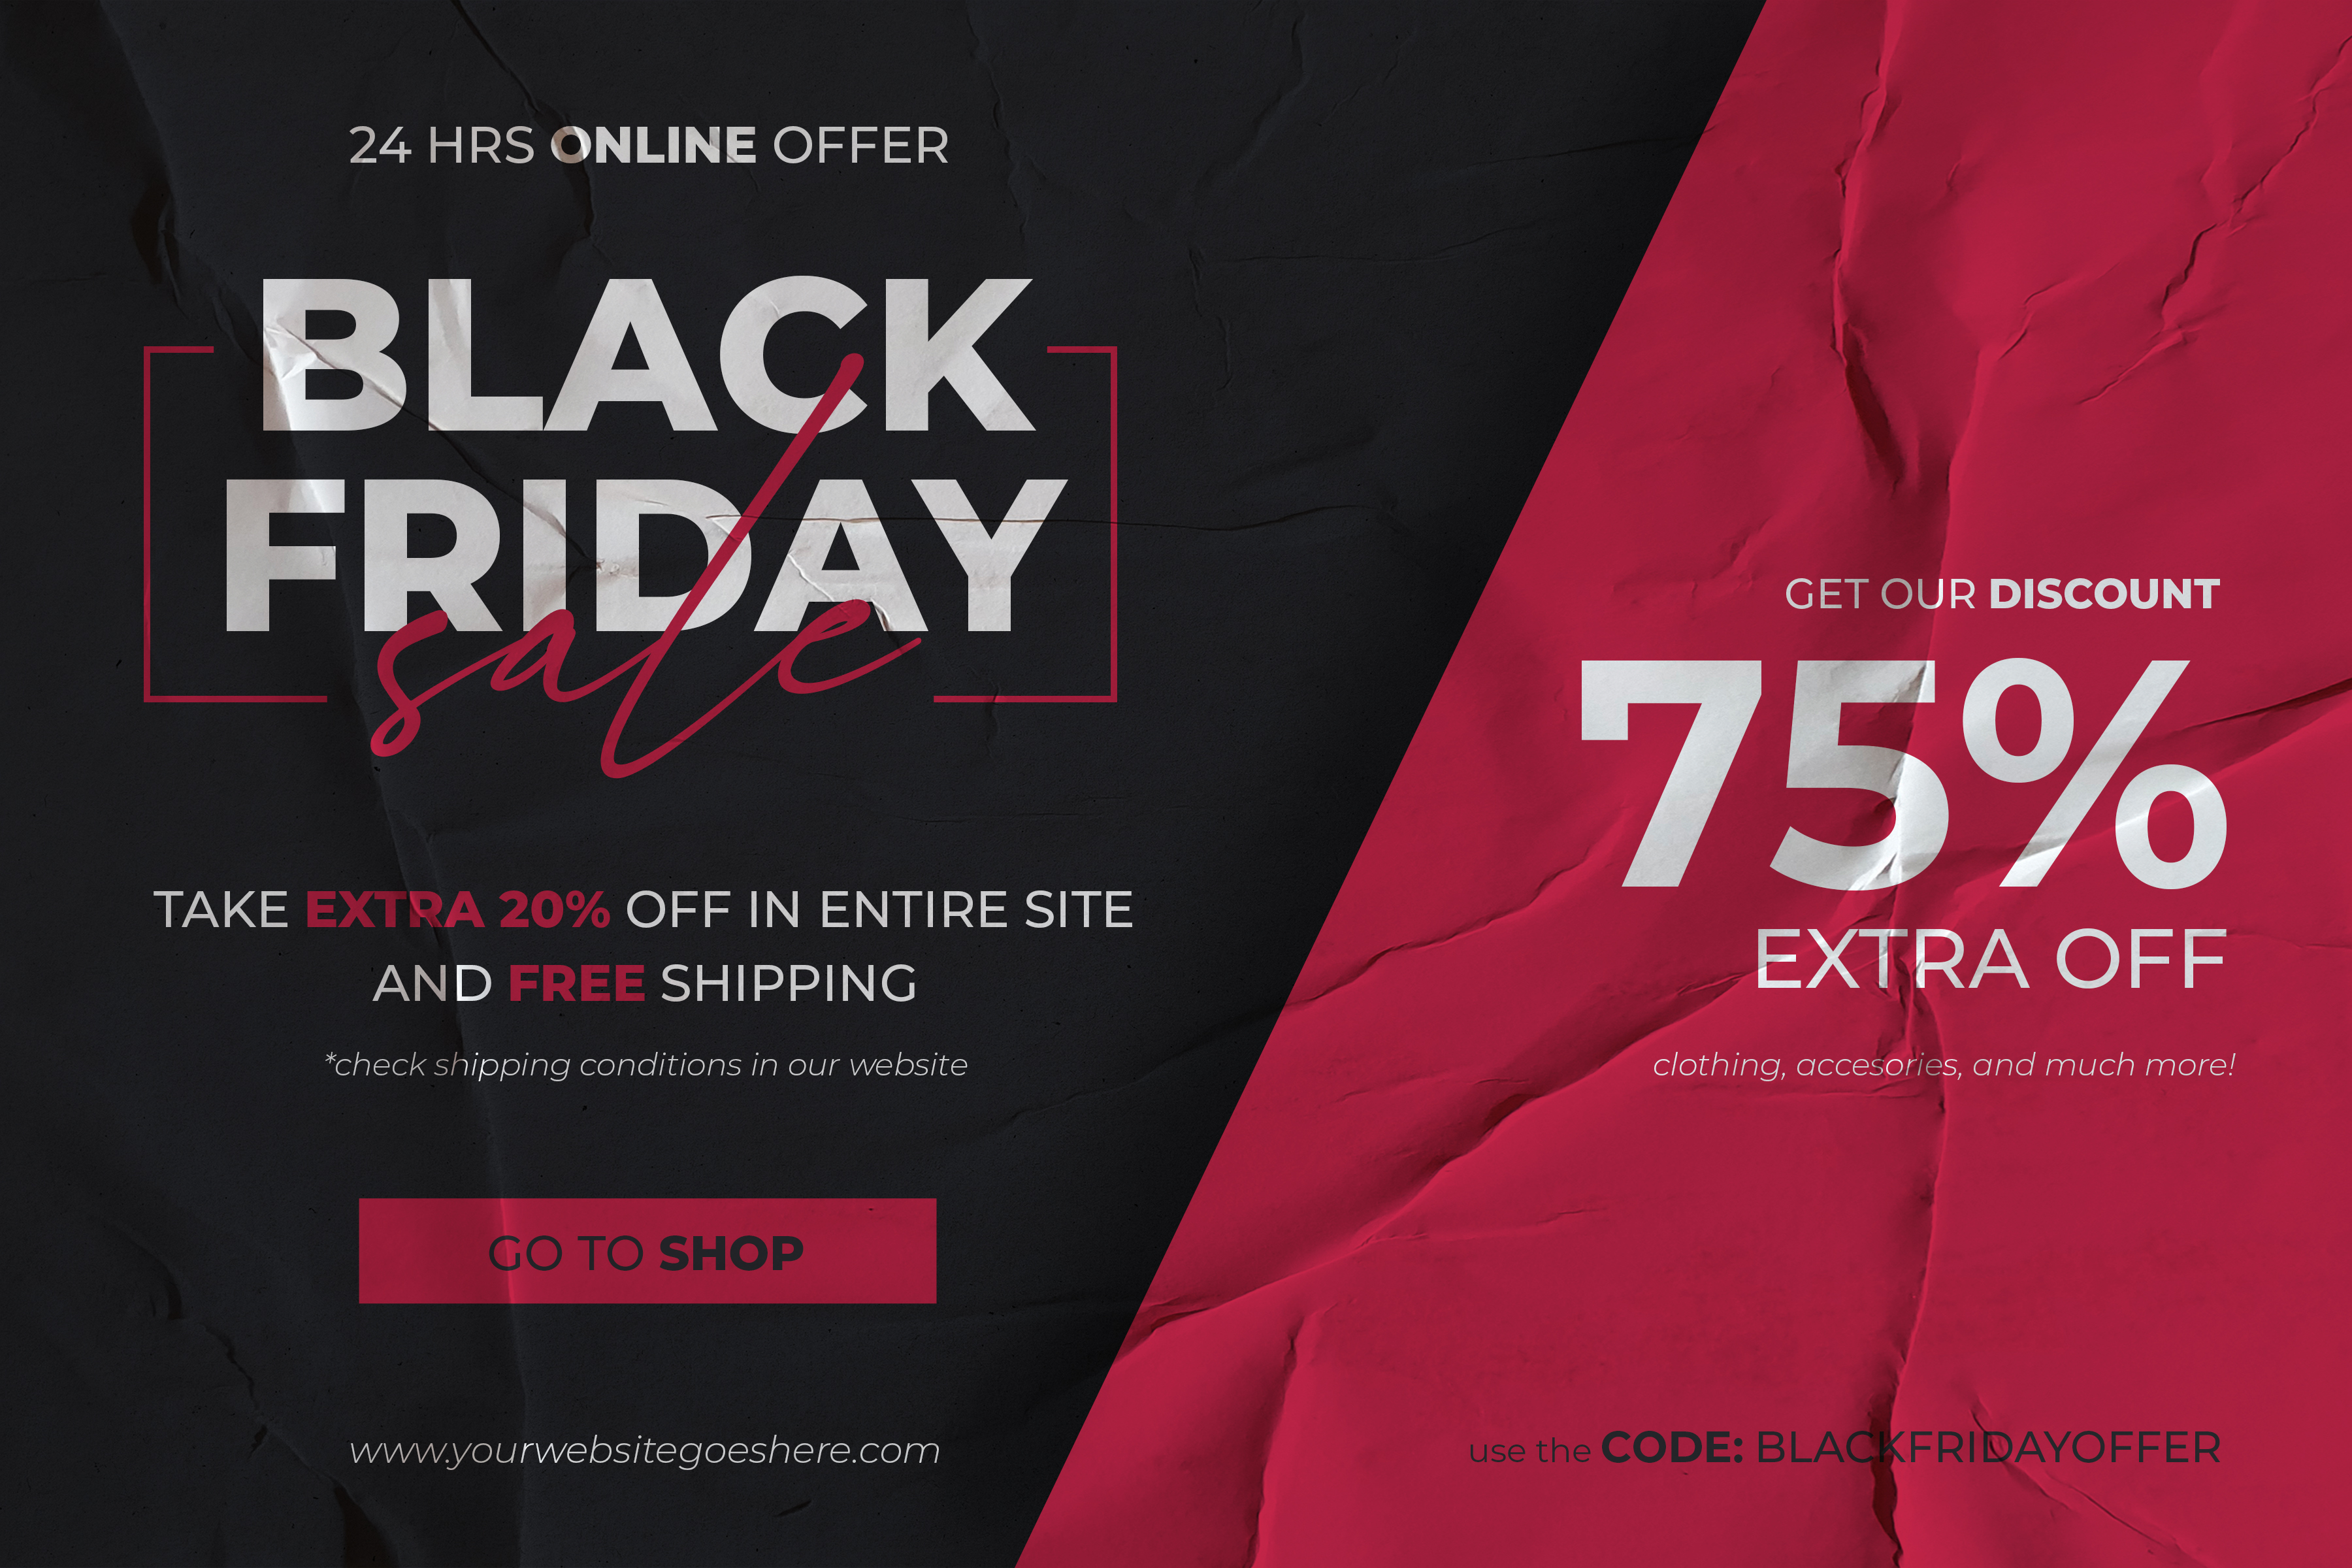 24 HRS ONLINE OFFER
BLACK
FRIDAY
sale
TAKE EXTRA 20% OFF IN ENTIRE SITE
AND FREE SHIPPING
*check shipping conditions in our website
GO TO SHOP
www.yourwebsitegoeshere.com
GET OUR DISCOUNT
75%
EXTRA OFF
clothing, accesories, and much more!
use the CODE: BLACKFRIDAYOFFER